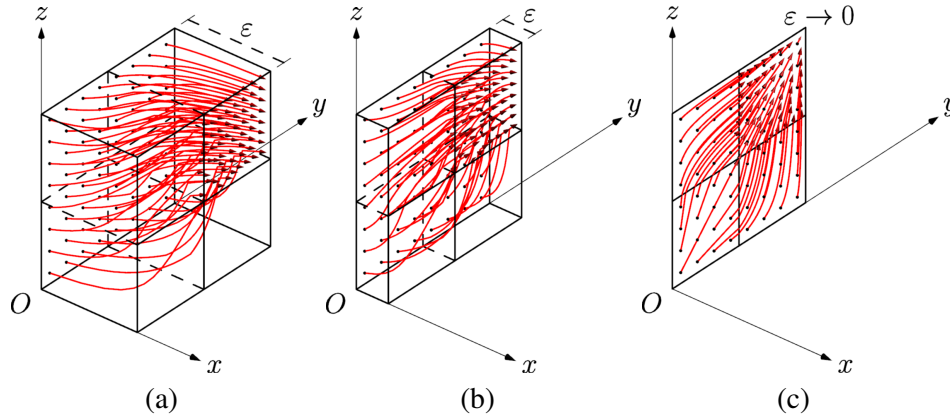 z ε y O x (a)
z ε y O x (b)
z ε → 0 y O x (c)